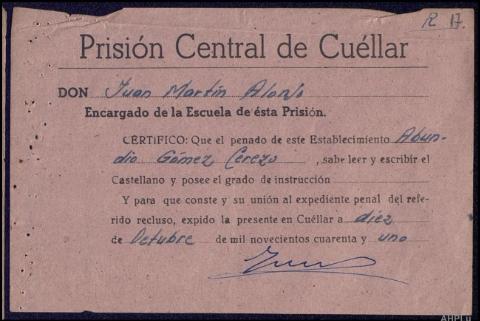 R 17.
Prisión Central de Cuéllar
DON Juan Martín Alonso
Encargado de la Escuela de ésta Prisión.
CERTIFICO: Que el penado de este Establecimiento Abun-
dio Gómez Cerezo, sabe leer y escribir el
Castellano y posee el grado de instrucción
Y para que conste y su unión al expediente penal del refe-
rido recluso, expido la presente en Cuéllar a diez
de Octubre de mil novecientos cuarenta y uno